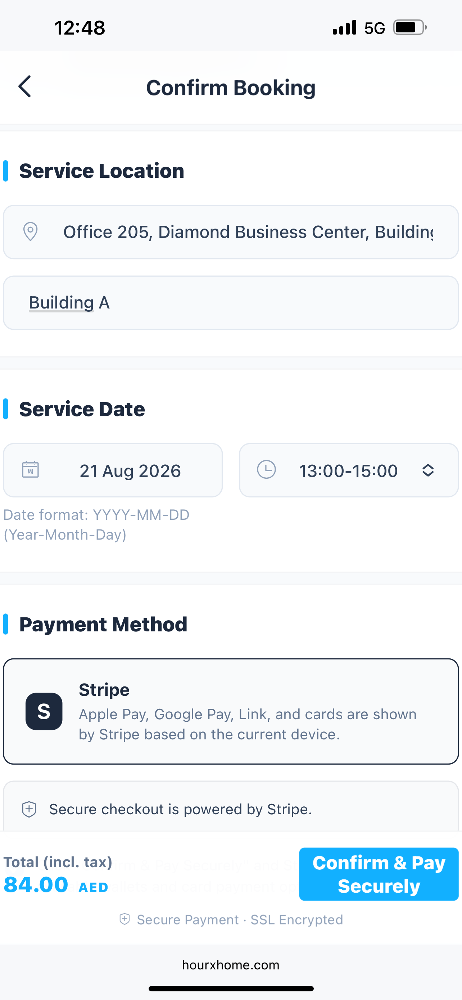 12:48
5G
Confirm Booking
Service Location
Office 205, Diamond Business Center, Building
Building A
Service Date
周
21 Aug 2026
13:00-15:00
Date format: YYYY-MM-DD
(Year-Month-Day)
Payment Method
S
Stripe
Apple Pay, Google Pay, Link, and cards are shown
by Stripe based on the current device.
Secure checkout is powered by Stripe.
Total (incl. tax)
84.00 AED
Confirm & Pay
Securely
Secure Payment · SSL Encrypted
hourxhome.com